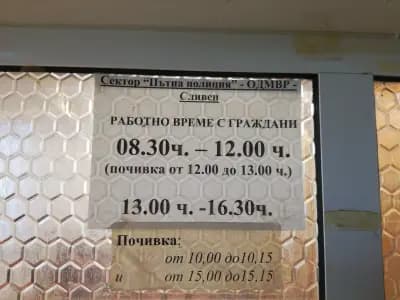 Сектор “Пътна полиция” - ОДМВР -
Сливен
РАБОТНО ВРЕМЕ С ГРАЖДАНИ
08.30ч. – 12.00 ч.
(почивка от 12.00 до 13.00 ч.)
13.00 ч. -16.30ч.
Почивка:
от 10,00 до10,15
и от 15,00 до15,15